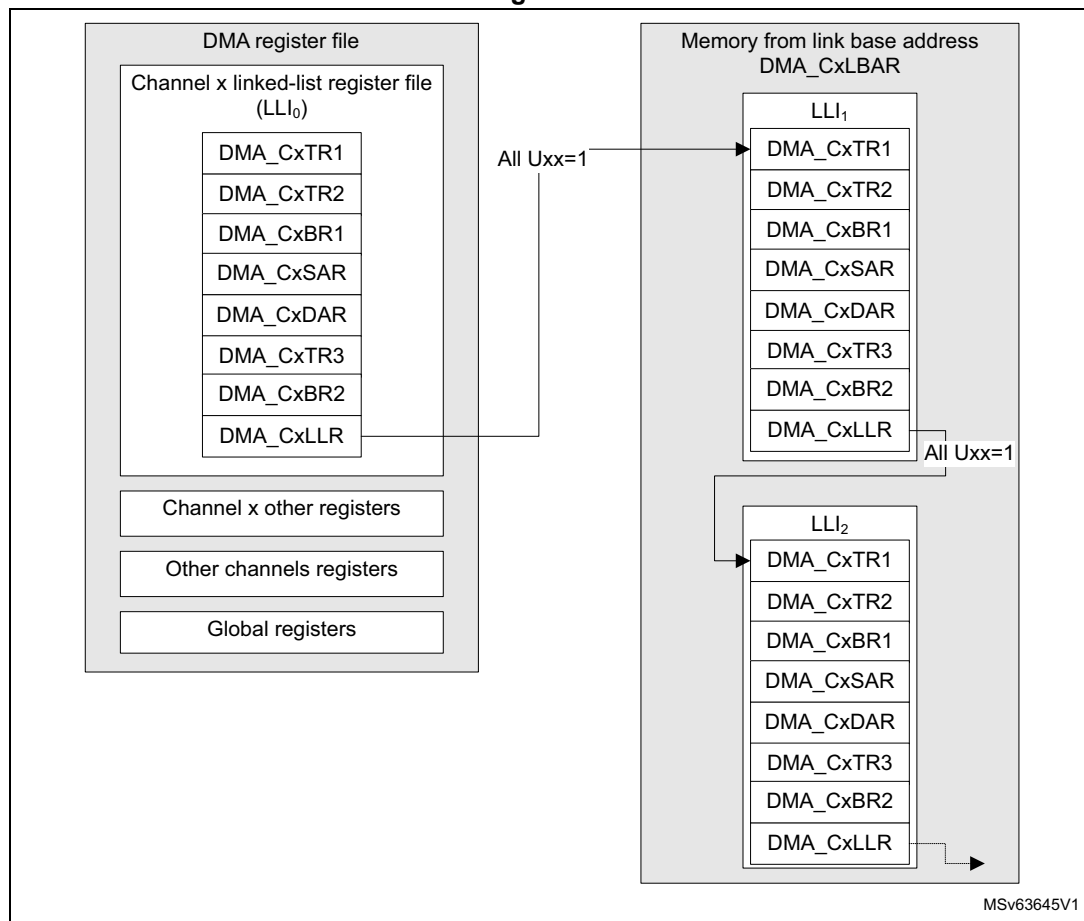 DMA register file
Channel x linked-list register file
(LLI₀)
DMA_CxTR1
DMA_CxTR2
DMA_CxBR1
DMA_CxSAR
DMA_CxDAR
DMA_CxTR3
DMA_CxBR2
DMA_CxLLR
Channel x other registers
Other channels registers
Global registers
All Uxx=1
Memory from link base address
DMA_CxLBAR
LLI₁
DMA_CxTR1
DMA_CxTR2
DMA_CxBR1
DMA_CxSAR
DMA_CxDAR
DMA_CxTR3
DMA_CxBR2
DMA_CxLLR
All Uxx=1
LLI₂
DMA_CxTR1
DMA_CxTR2
DMA_CxBR1
DMA_CxSAR
DMA_CxDAR
DMA_CxTR3
DMA_CxBR2
DMA_CxLLR
MSv63645V1